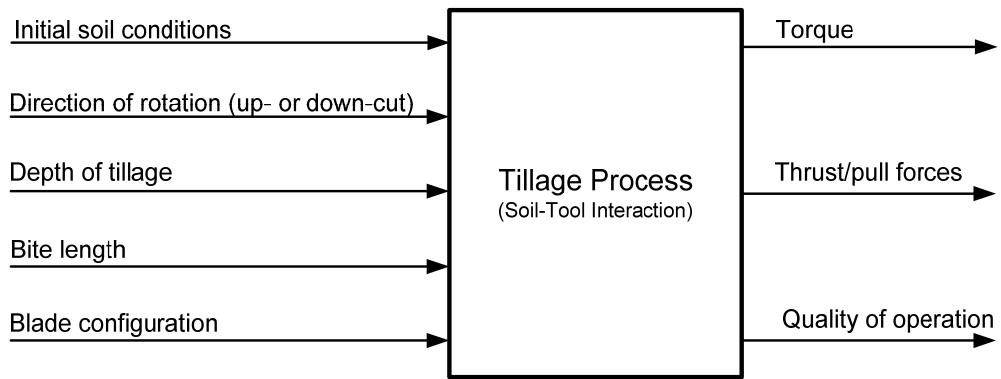 Initial soil conditions
Direction of rotation (up- or down-cut)
Depth of tillage
Bite length
Blade configuration
Tillage Process
(Soil-Tool Interaction)
Torque
Thrust/pull forces
Quality of operation